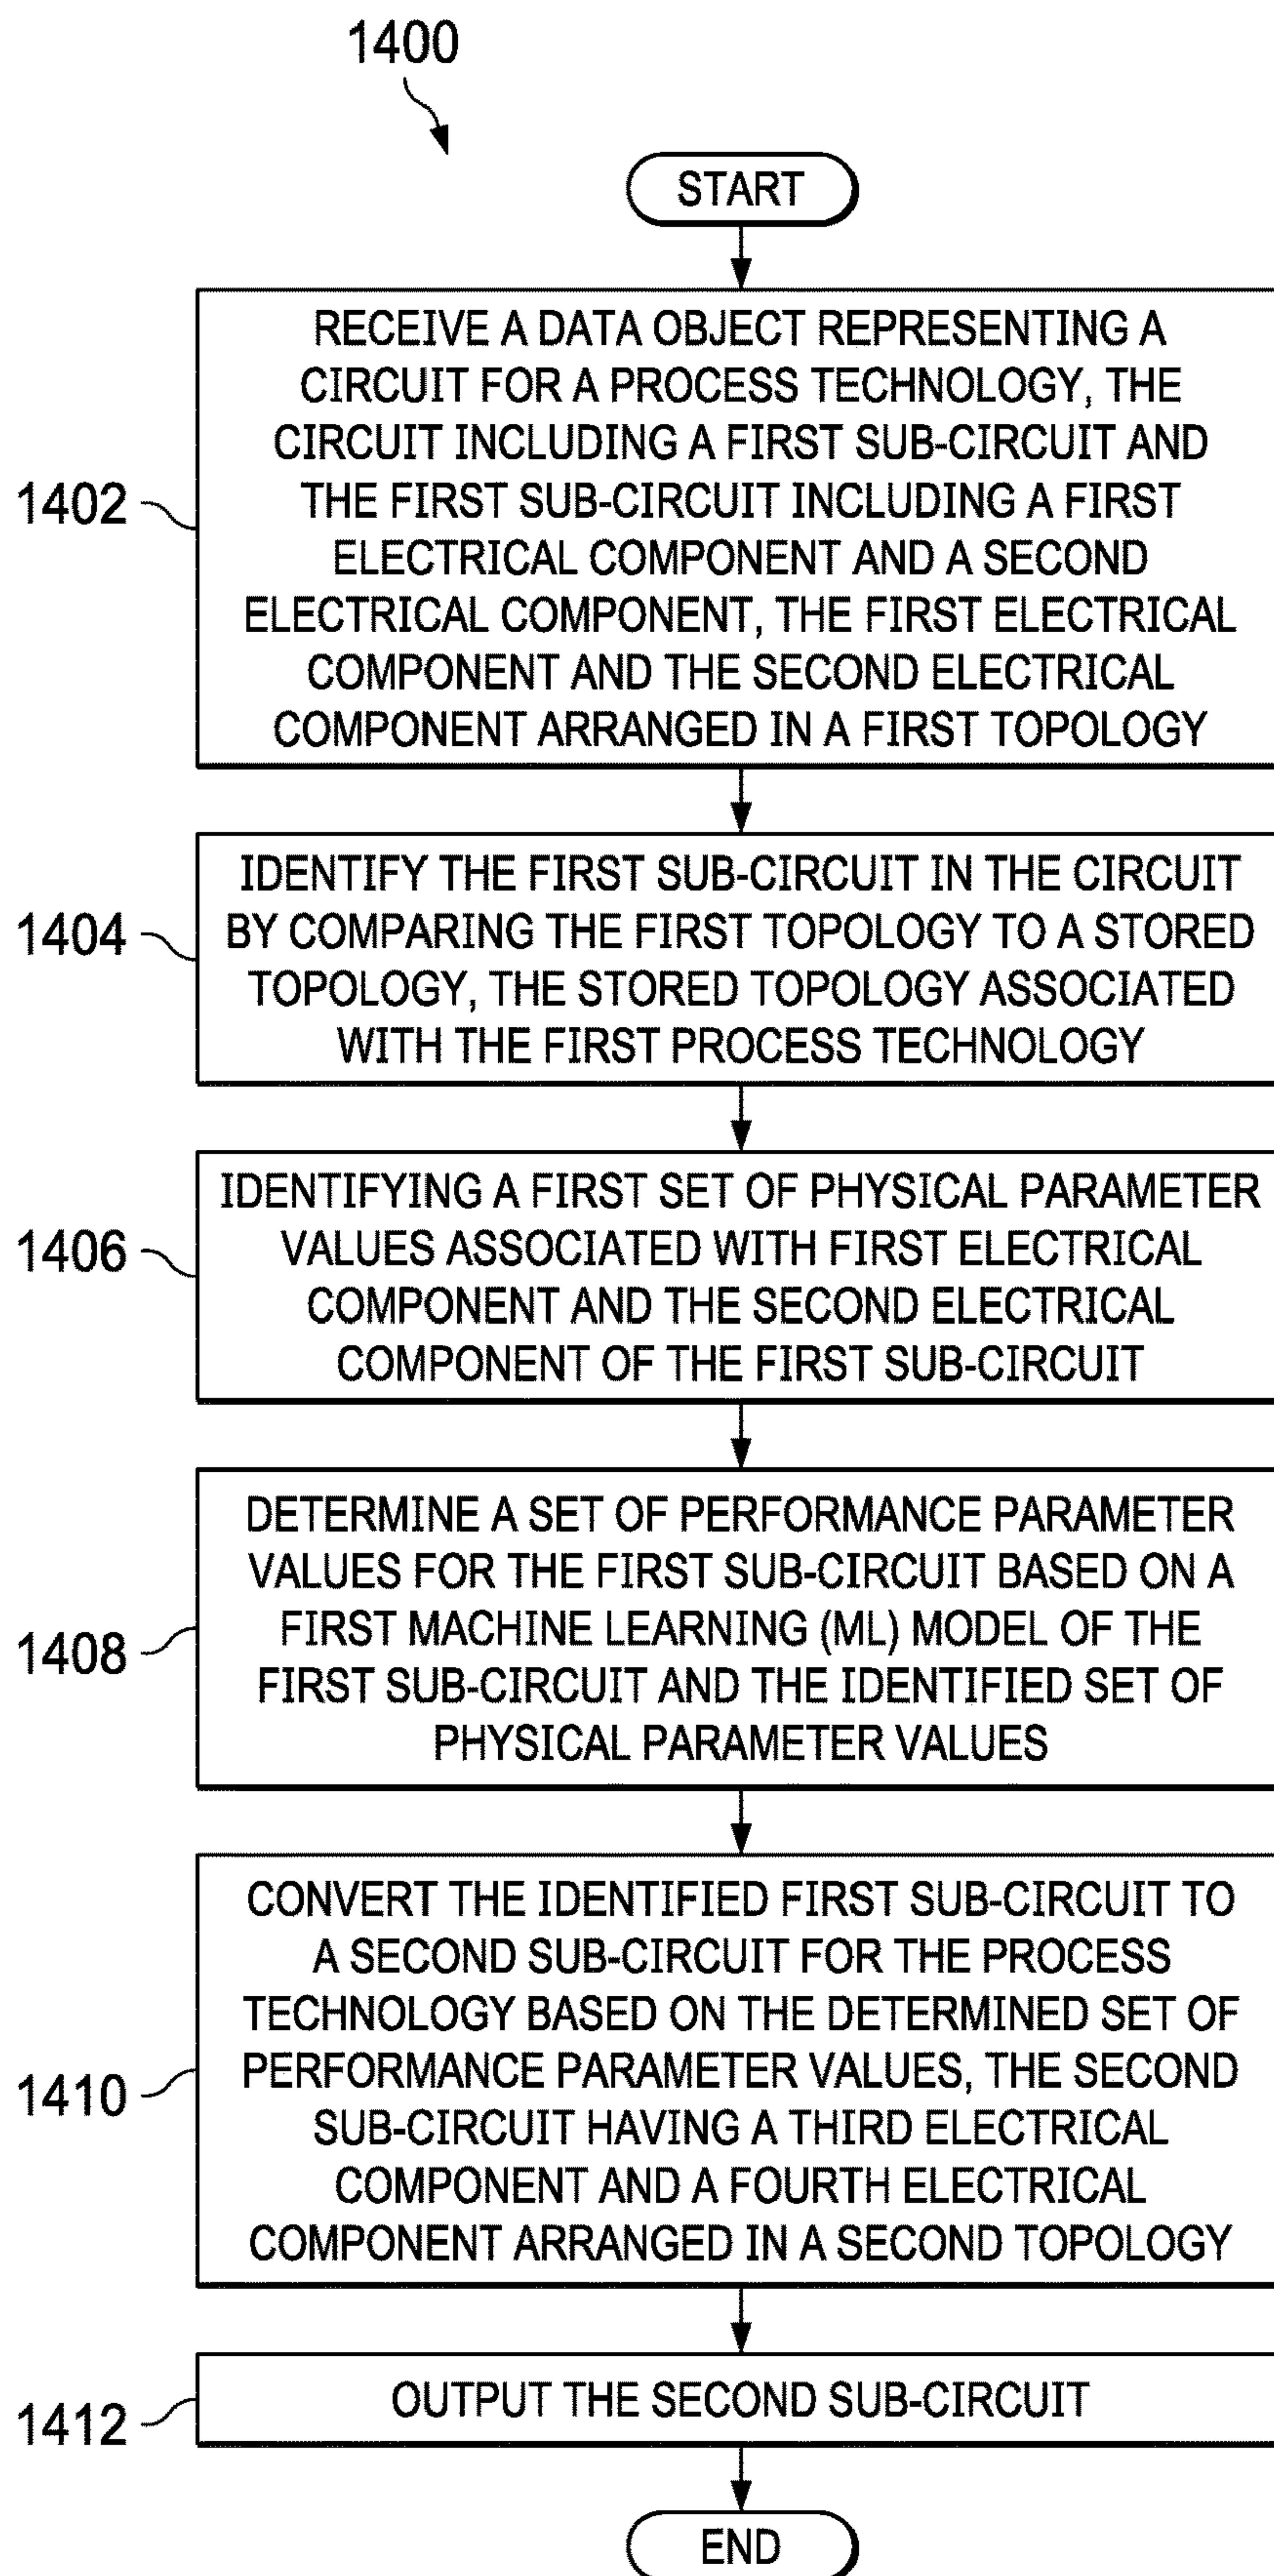 1400
START
RECEIVE A DATA OBJECT REPRESENTING A
CIRCUIT FOR A PROCESS TECHNOLOGY, THE
CIRCUIT INCLUDING A FIRST SUB-CIRCUIT AND
THE FIRST SUB-CIRCUIT INCLUDING A FIRST
ELECTRICAL COMPONENT AND A SECOND
ELECTRICAL COMPONENT, THE FIRST ELECTRICAL
COMPONENT AND THE SECOND ELECTRICAL
COMPONENT ARRANGED IN A FIRST TOPOLOGY
1402
IDENTIFY THE FIRST SUB-CIRCUIT IN THE CIRCUIT
BY COMPARING THE FIRST TOPOLOGY TO A STORED
TOPOLOGY, THE STORED TOPOLOGY ASSOCIATED
WITH THE FIRST PROCESS TECHNOLOGY
1404
IDENTIFYING A FIRST SET OF PHYSICAL PARAMETER
VALUES ASSOCIATED WITH FIRST ELECTRICAL
COMPONENT AND THE SECOND ELECTRICAL
COMPONENT OF THE FIRST SUB-CIRCUIT
1406
DETERMINE A SET OF PERFORMANCE PARAMETER
VALUES FOR THE FIRST SUB-CIRCUIT BASED ON A
FIRST MACHINE LEARNING (ML) MODEL OF THE
FIRST SUB-CIRCUIT AND THE IDENTIFIED SET OF
PHYSICAL PARAMETER VALUES
1408
CONVERT THE IDENTIFIED FIRST SUB-CIRCUIT TO
A SECOND SUB-CIRCUIT FOR THE PROCESS
TECHNOLOGY BASED ON THE DETERMINED SET OF
PERFORMANCE PARAMETER VALUES, THE SECOND
SUB-CIRCUIT HAVING A THIRD ELECTRICAL
COMPONENT AND A FOURTH ELECTRICAL
COMPONENT ARRANGED IN A SECOND TOPOLOGY
1410
OUTPUT THE SECOND SUB-CIRCUIT
1412
END